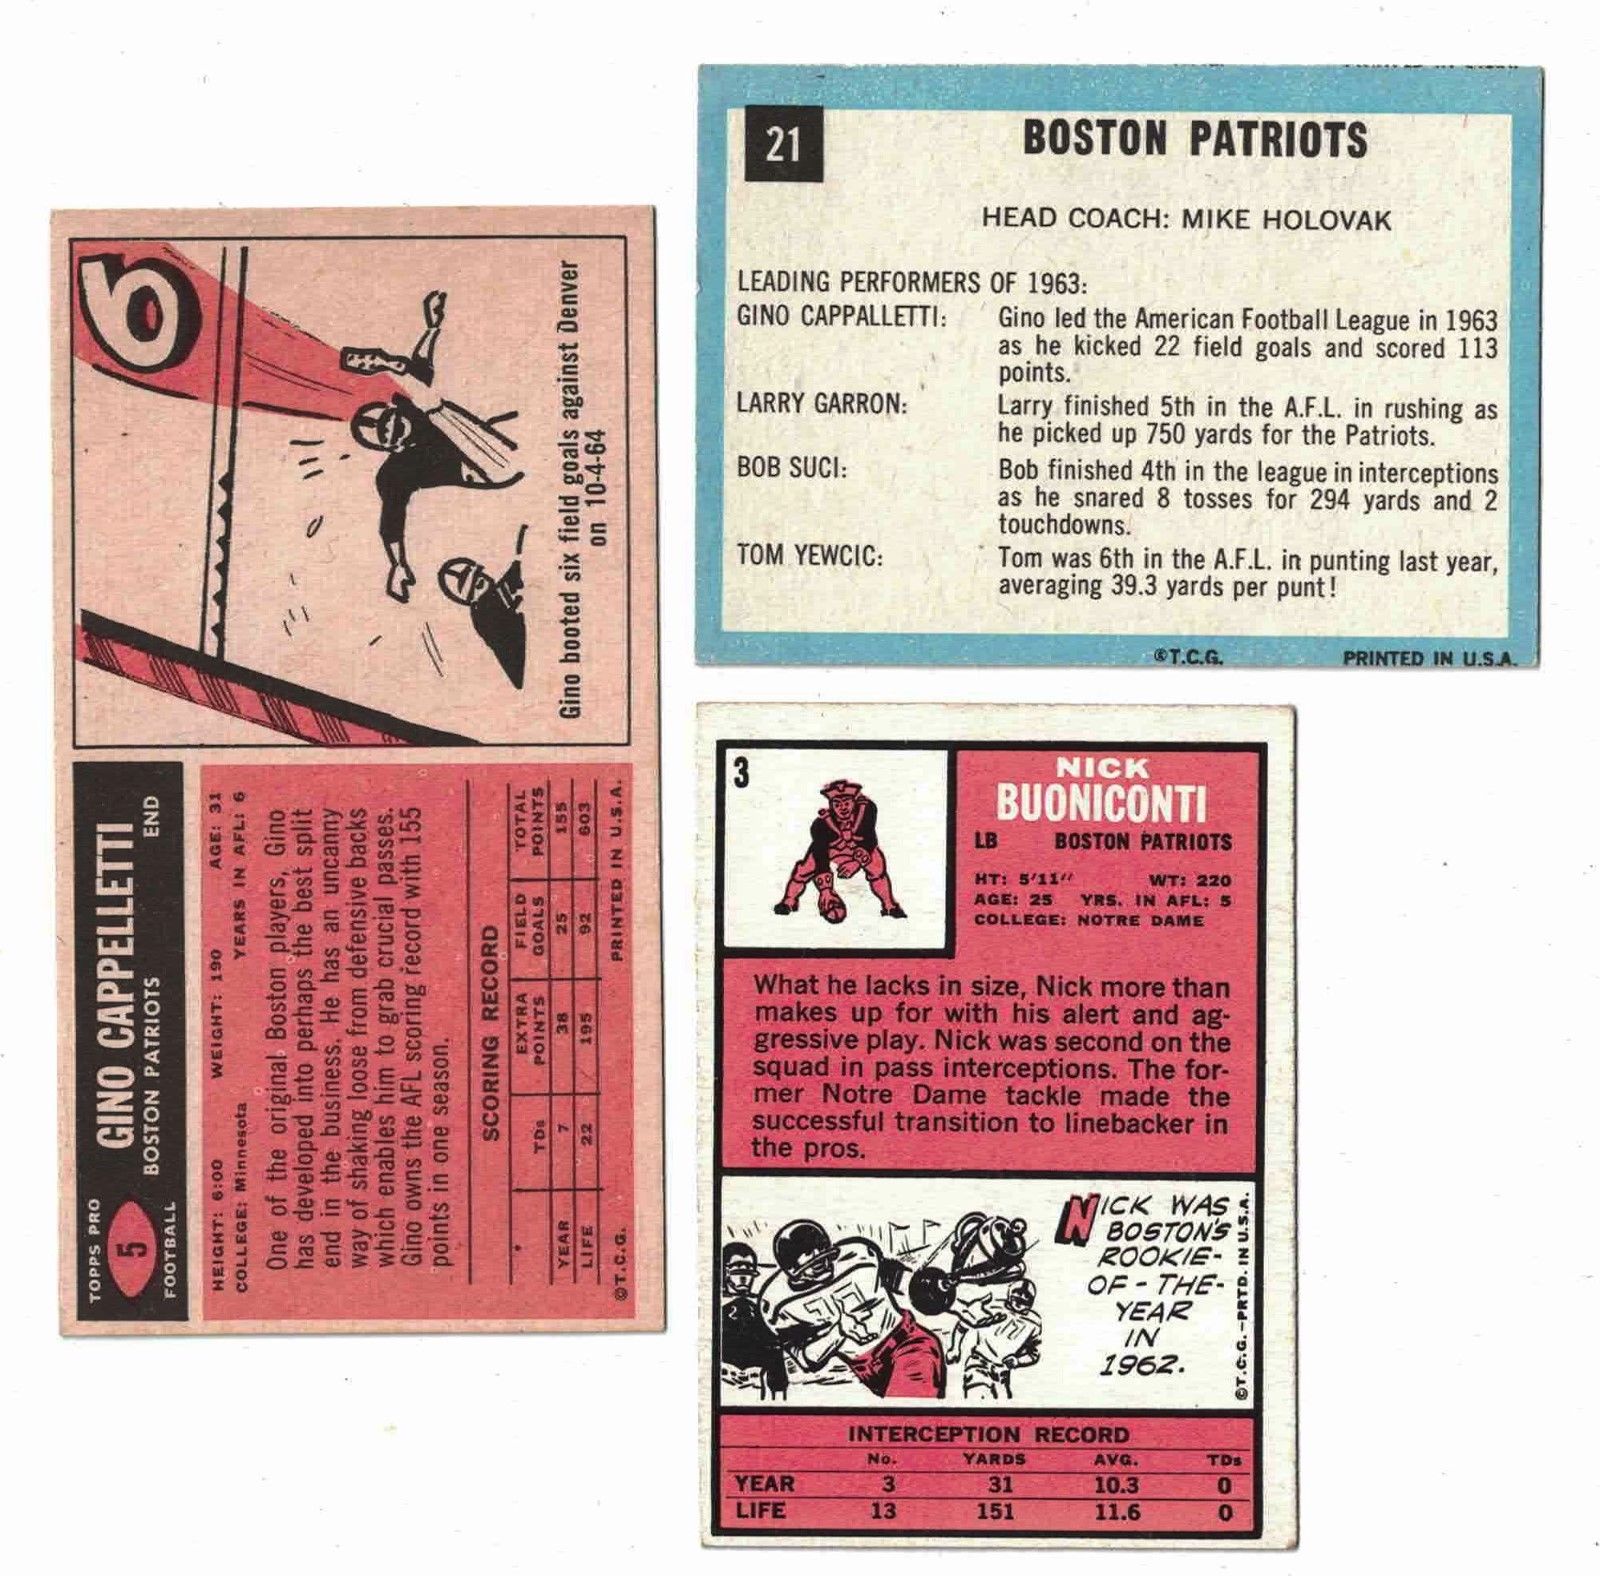 TOPPS PRO
5
FOOTBALL
GINO CAPPELLETTI
BOSTON PATRIOTS END
HEIGHT: 6:00 WEIGHT: 190 AGE: 31
COLLEGE: Minnesota YEARS IN AFL: 6
One of the original Boston players, Gino
has developed into perhaps the best split
end in the business. He has an uncanny
way of shaking loose from defensive backs
which enables him to grab crucial passes.
Gino owns the AFL scoring record with 155
points in one season.
SCORING RECORD
TDs EXTRA POINTS FIELD GOALS TOTAL POINTS
YEAR 7 38 25 155
LIFE 22 195 92 603
©T.C.G. PRINTED IN U.S.A.
6
Gino booted six field goals against Denver
on 10-4-64
21
BOSTON PATRIOTS
HEAD COACH: MIKE HOLOVAK
LEADING PERFORMERS OF 1963:
GINO CAPPALLETTI: Gino led the American Football League in 1963
as he kicked 22 field goals and scored 113
points.
LARRY GARRON: Larry finished 5th in the A.F.L. in rushing as
he picked up 750 yards for the Patriots.
BOB SUCI: Bob finished 4th in the league in interceptions
as he snared 8 tosses for 294 yards and 2
touchdowns.
TOM YEWCIC: Tom was 6th in the A.F.L. in punting last year,
averaging 39.3 yards per punt!
©T.C.G. PRINTED IN U.S.A.
3
NICK
BUONICONTI
LB BOSTON PATRIOTS
HT: 5'11" WT: 220
AGE: 25 YRS. IN AFL: 5
COLLEGE: NOTRE DAME
What he lacks in size, Nick more than
makes up for with his alert and ag-
gressive play. Nick was second on the
squad in pass interceptions. The for-
mer Notre Dame tackle made the
successful transition to linebacker in
the pros.
NICK WAS
BOSTON'S
ROOKIE-
OF-THE-
YEAR
IN
1962.
©T.C.G.—PRTD. IN U.S.A.
INTERCEPTION RECORD
No. YARDS AVG. TDs
YEAR 3 31 10.3 0
LIFE 13 151 11.6 0